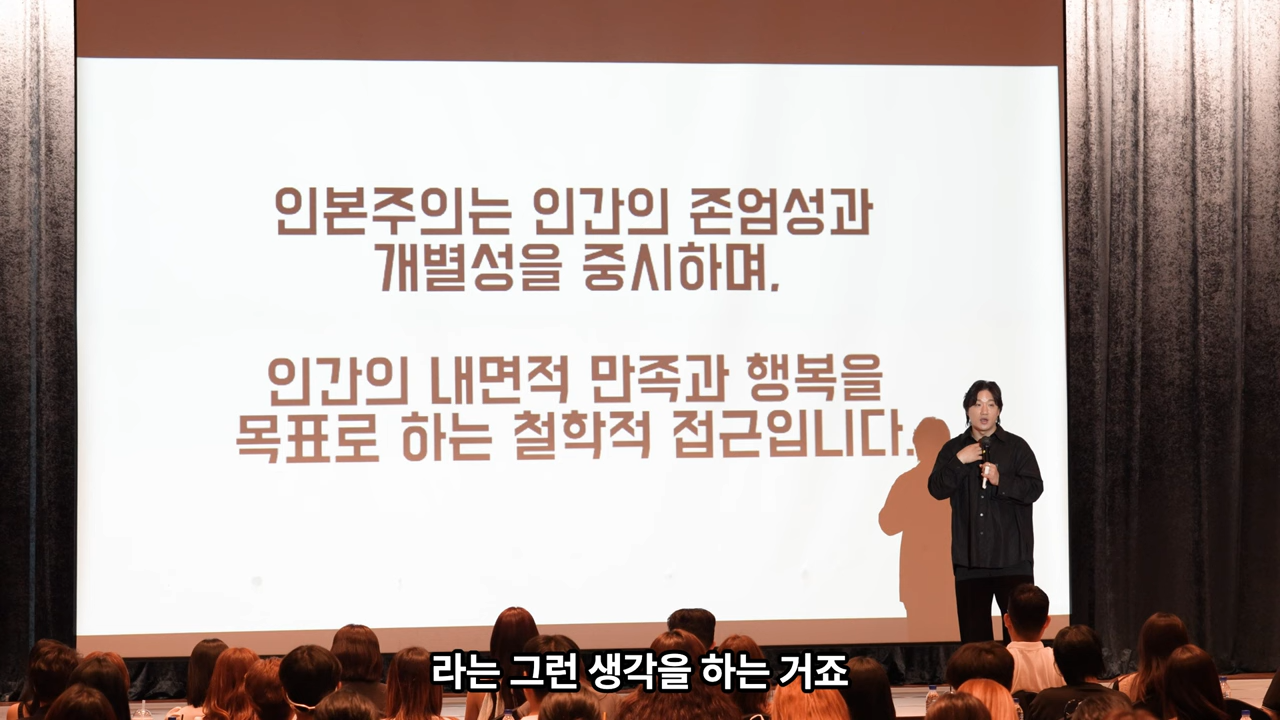 인본주의는 인간의 존엄성과
개별성을 중시하며,
인간의 내면적 만족과 행복을
목표로 하는 철학적 접근입니다.
라는 그런 생각을 하는 거죠